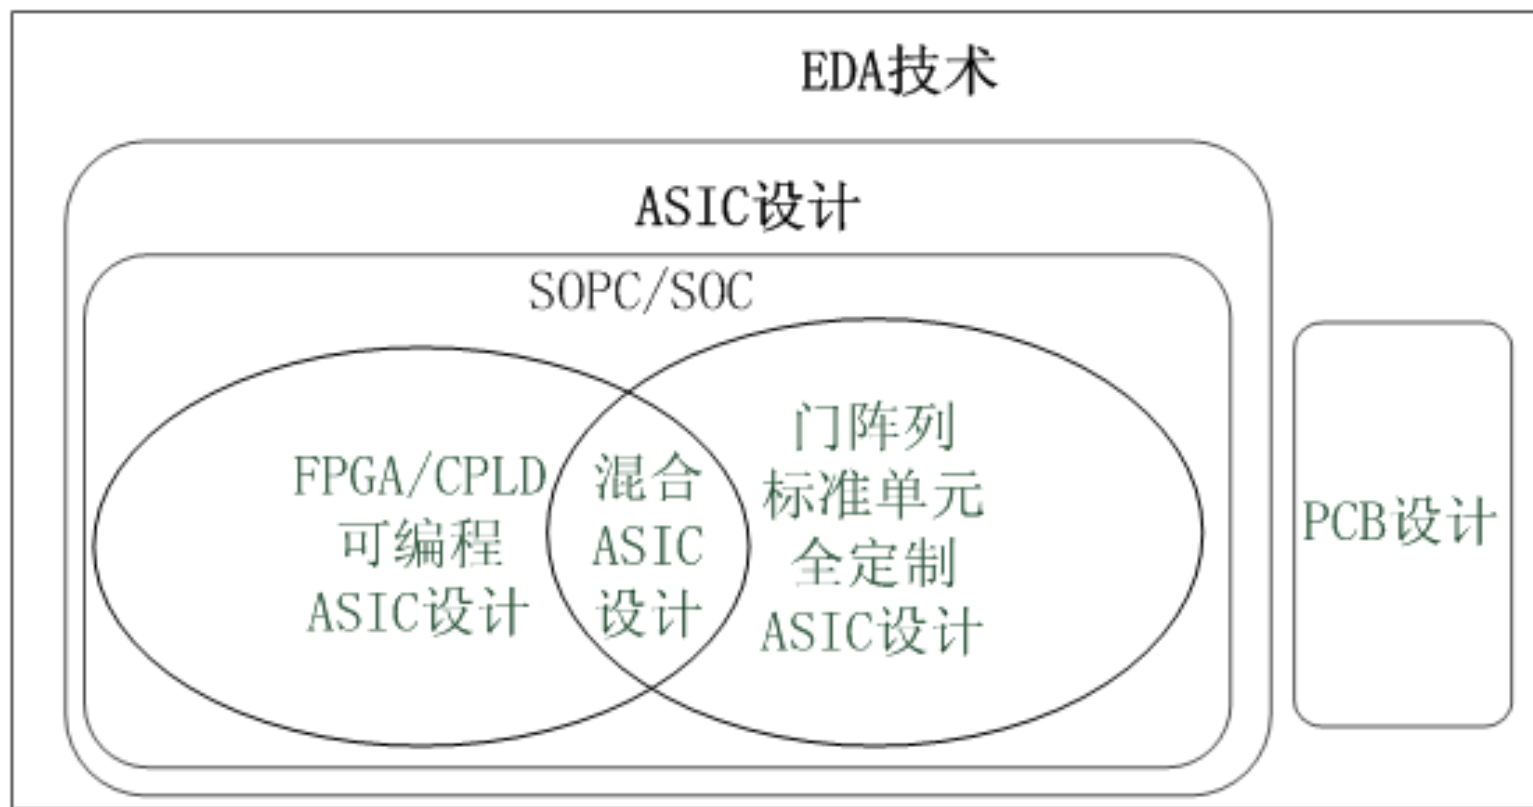 EDA技术
ASIC设计
SOPC/SOC
FPGA/CPLD
可编程
ASIC设计
混合
ASIC
设计
门阵列
标准单元
全定制
ASIC设计
PCB设计